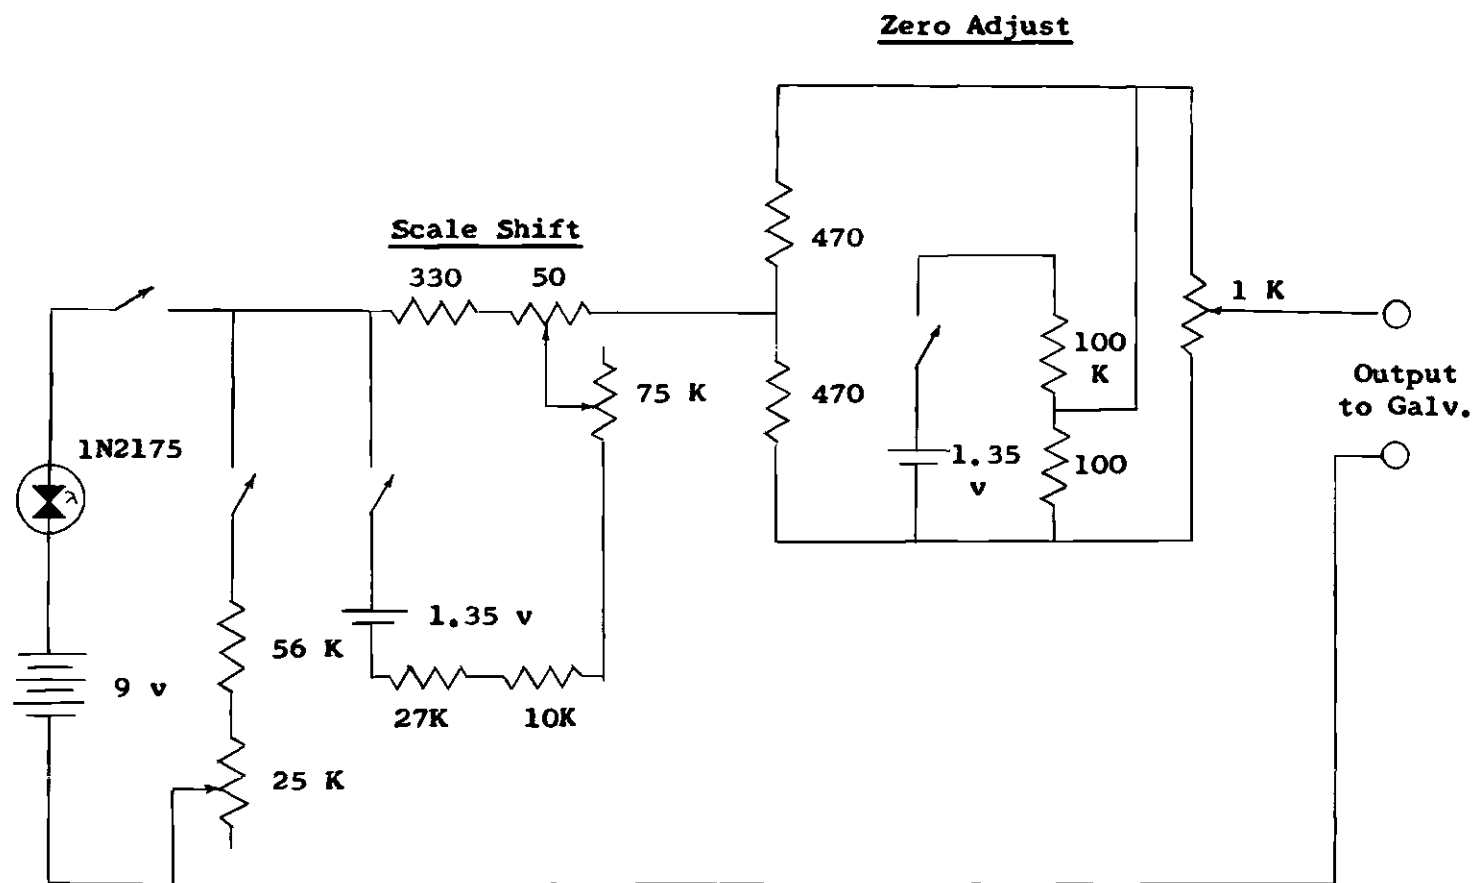 Zero Adjust
470
Scale Shift
330
50
1 K
100
K
75 K
470
Output
to Galv.
1N2175
λ
1.35
v
100
1.35 v
56 K
9 v
27K
10K
25 K